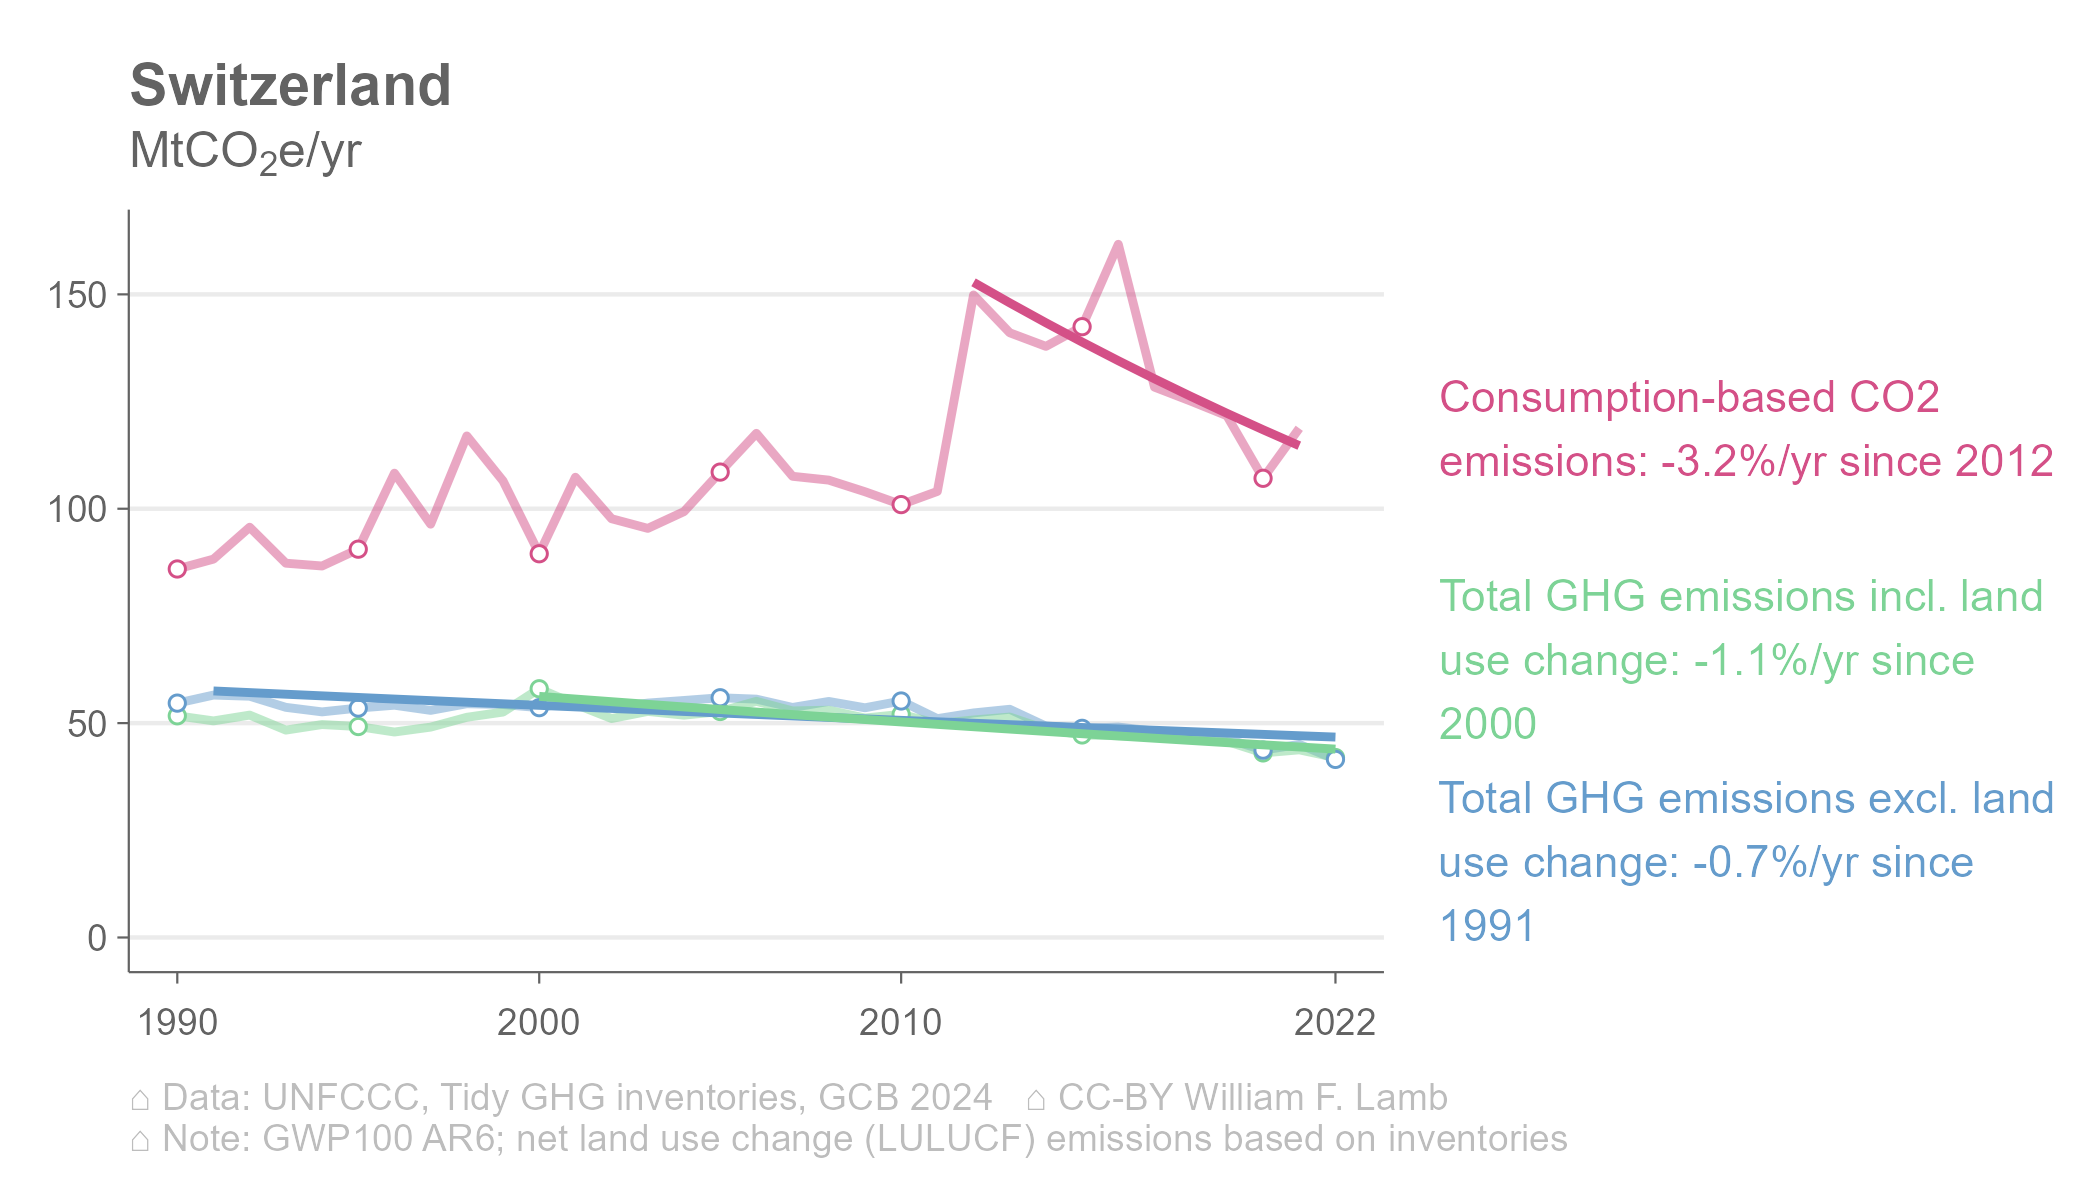 Switzerland
MtCO₂e/yr
150
100
50
0
1990 2000 2010 2022
Consumption-based CO2
emissions: -3.2%/yr since 2012
Total GHG emissions incl. land
use change: -1.1%/yr since
2000
Total GHG emissions excl. land
use change: -0.7%/yr since
1991
⌂ Data: UNFCCC, Tidy GHG inventories, GCB 2024 ⌂ CC-BY William F. Lamb
⌂ Note: GWP100 AR6; net land use change (LULUCF) emissions based on inventories